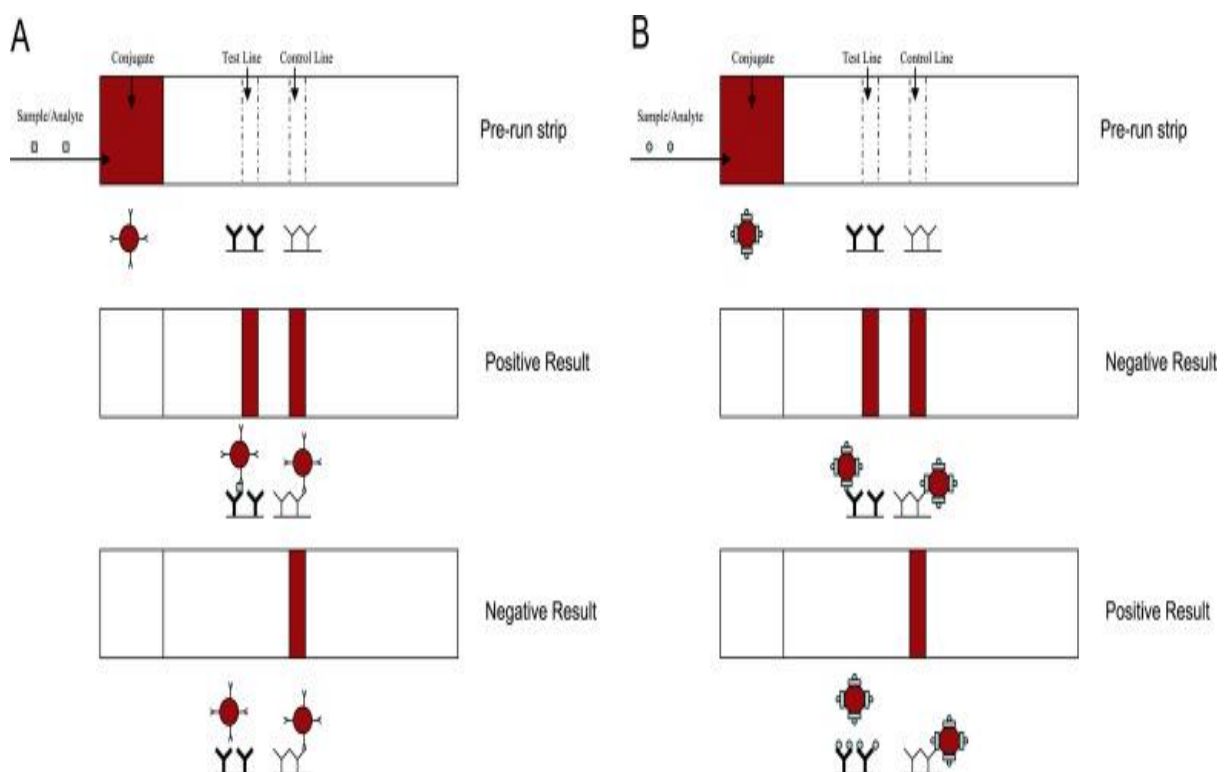 A
Conjugate
Test Line
Control Line
Sample/Analyte
Pre-run strip
Positive Result
Negative Result
B
Conjugate
Test Line
Control Line
Sample/Analyte
Pre-run strip
Negative Result
Positive Result